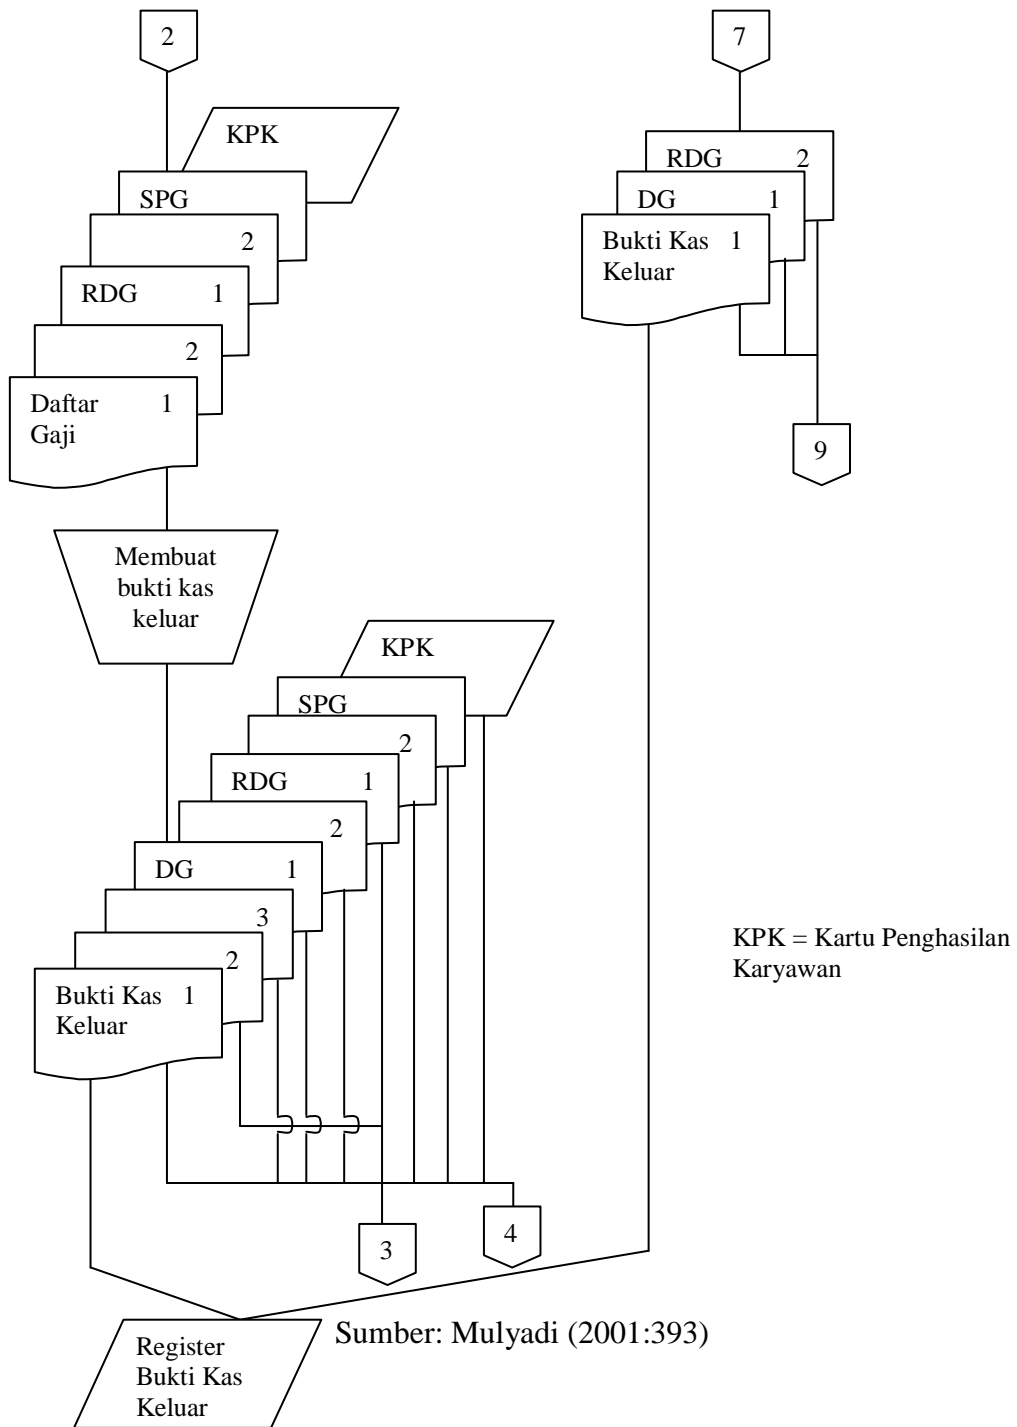 2
KPK
SPG
2
RDG 1
2
Daftar 1
Gaji
Membuat
bukti kas
keluar
KPK
SPG
2
RDG 1
2
DG 1
3
2
Bukti Kas 1
Keluar
3
4
7
RDG 2
DG 1
Bukti Kas 1
Keluar
9
KPK = Kartu Penghasilan
Karyawan
Register
Bukti Kas
Keluar
Sumber: Mulyadi (2001:393)